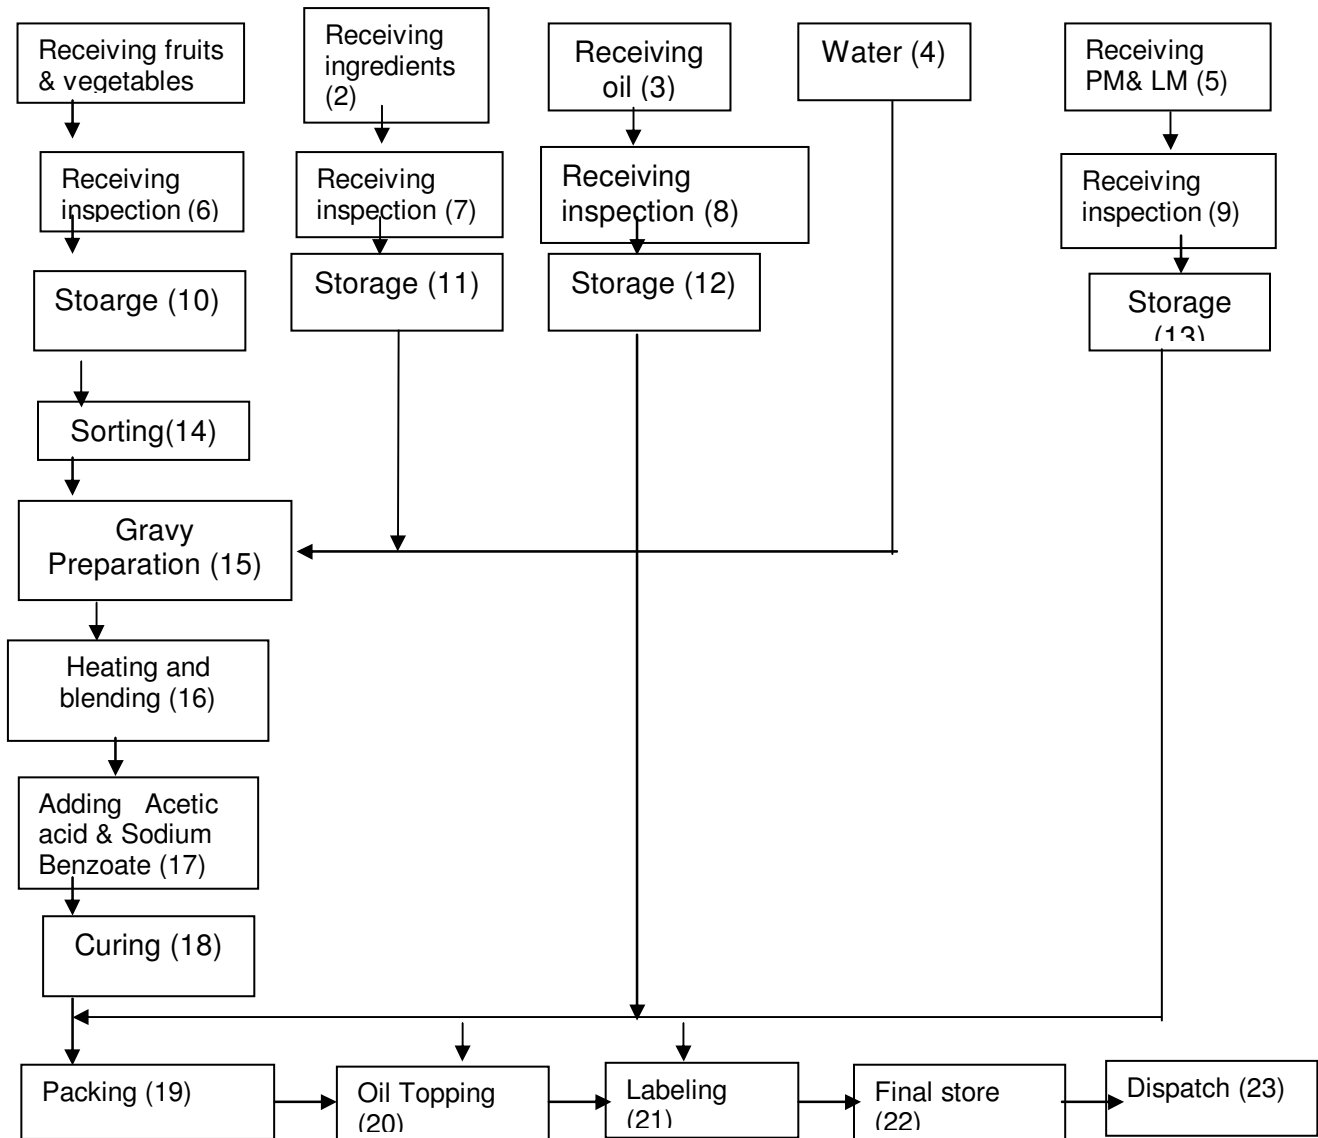 Receiving fruits
& vegetables
Receiving
ingredients
(2)
Receiving
oil (3)
Water (4)
Receiving
PM& LM (5)
Receiving
inspection (6)
Receiving
inspection (7)
Receiving
inspection (8)
Receiving
inspection (9)
Stoarge (10)
Storage (11)
Storage (12)
Storage
(13)
Sorting(14)
Gravy
Preparation (15)
Heating and
blending (16)
Adding Acetic
acid & Sodium
Benzoate (17)
Curing (18)
Packing (19)
Oil Topping
(20)
Labeling
(21)
Final store
(22)
Dispatch (23)